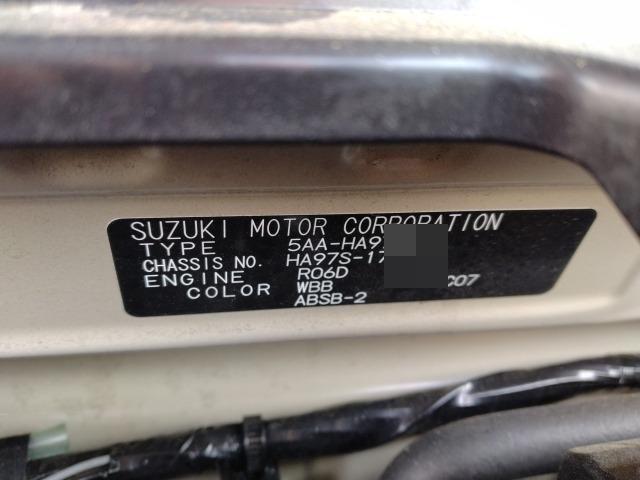 SUZUKI MOTOR CORPORATION
TYPE 5AA-HA9
CHASSIS NO. HA97S-17
ENGINE R06D
COLOR WBB C07
ABSB-2